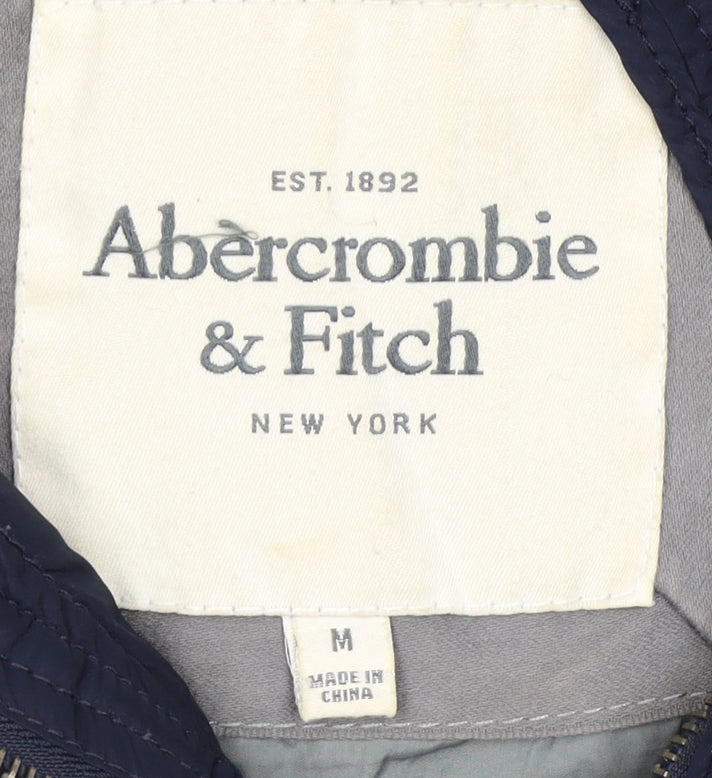 EST. 1892
Abercrombie
& Fitch
NEW YORK
M
MADE IN
CHINA